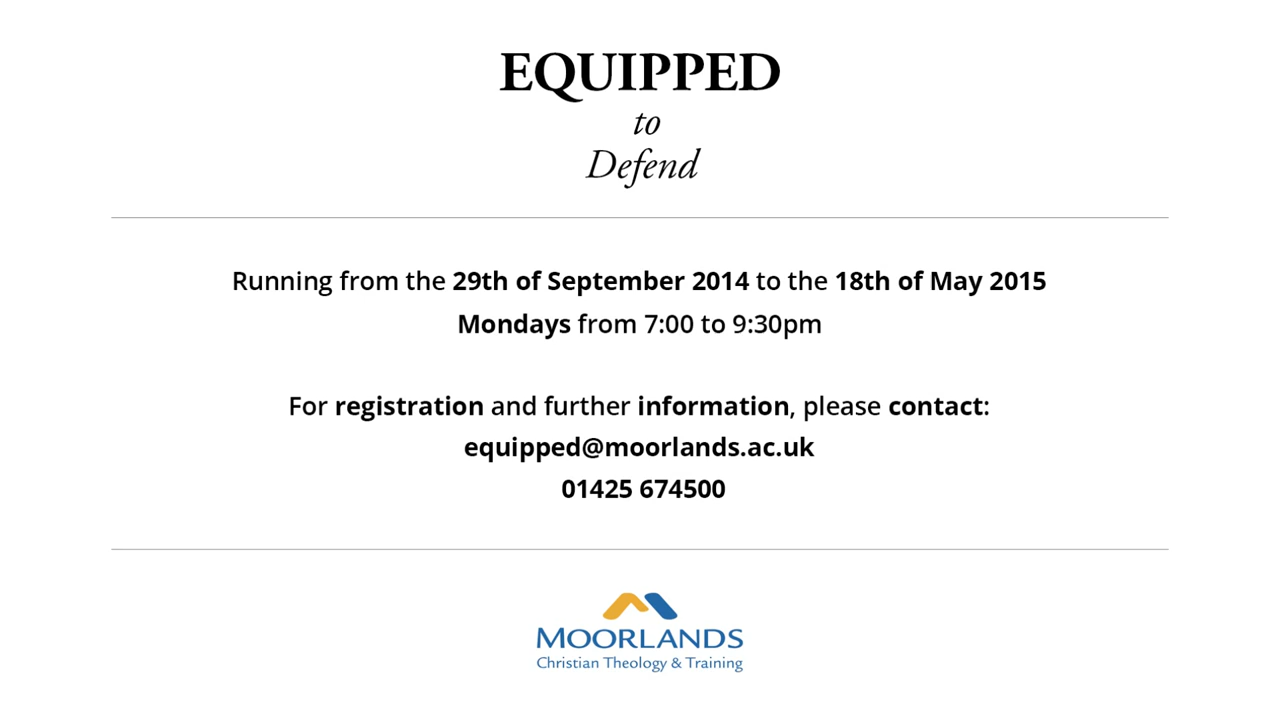 EQUIPPED
to
Defend
Running from the 29th of September 2014 to the 18th of May 2015
Mondays from 7:00 to 9:30pm
For registration and further information, please contact:
equipped@moorlands.ac.uk
01425 674500
MOORLANDS
Christian Theology & Training